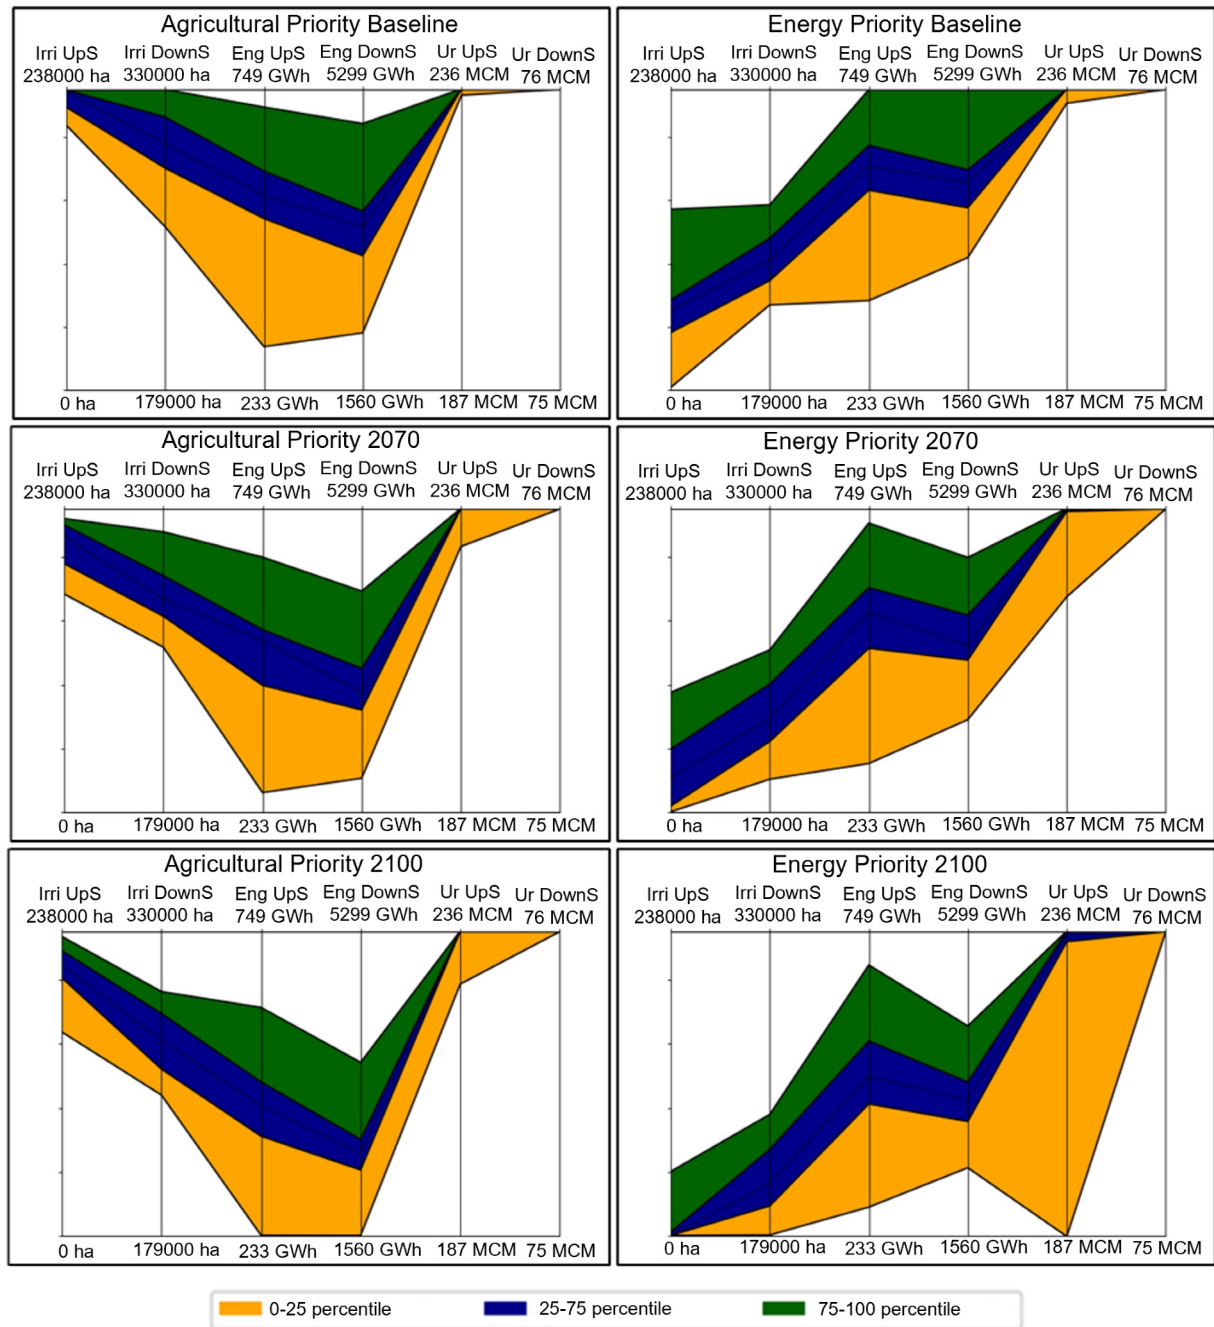 Agricultural Priority Baseline
Irri UpS Irri DownS Eng UpS Eng DownS Ur UpS Ur DownS
238000 ha 330000 ha 749 GWh 5299 GWh 236 MCM 76 MCM
0 ha 179000 ha 233 GWh 1560 GWh 187 MCM 75 MCM
Energy Priority Baseline
Irri UpS Irri DownS Eng UpS Eng DownS Ur UpS Ur DownS
238000 ha 330000 ha 749 GWh 5299 GWh 236 MCM 76 MCM
0 ha 179000 ha 233 GWh 1560 GWh 187 MCM 75 MCM
Agricultural Priority 2070
Irri UpS Irri DownS Eng UpS Eng DownS Ur UpS Ur DownS
238000 ha 330000 ha 749 GWh 5299 GWh 236 MCM 76 MCM
0 ha 179000 ha 233 GWh 1560 GWh 187 MCM 75 MCM
Energy Priority 2070
Irri UpS Irri DownS Eng UpS Eng DownS Ur UpS Ur DownS
238000 ha 330000 ha 749 GWh 5299 GWh 236 MCM 76 MCM
0 ha 179000 ha 233 GWh 1560 GWh 187 MCM 75 MCM
Agricultural Priority 2100
Irri UpS Irri DownS Eng UpS Eng DownS Ur UpS Ur DownS
238000 ha 330000 ha 749 GWh 5299 GWh 236 MCM 76 MCM
0 ha 179000 ha 233 GWh 1560 GWh 187 MCM 75 MCM
Energy Priority 2100
Irri UpS Irri DownS Eng UpS Eng DownS Ur UpS Ur DownS
238000 ha 330000 ha 749 GWh 5299 GWh 236 MCM 76 MCM
0 ha 179000 ha 233 GWh 1560 GWh 187 MCM 75 MCM
0-25 percentile 25-75 percentile 75-100 percentile